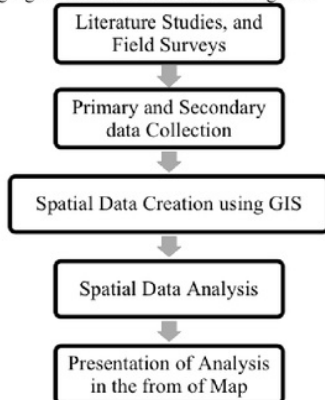 Literature Studies, and
Field Surveys
Primary and Secondary
data Collection
Spatial Data Creation using GIS
Spatial Data Analysis
Presentation of Analysis
in the from of Map